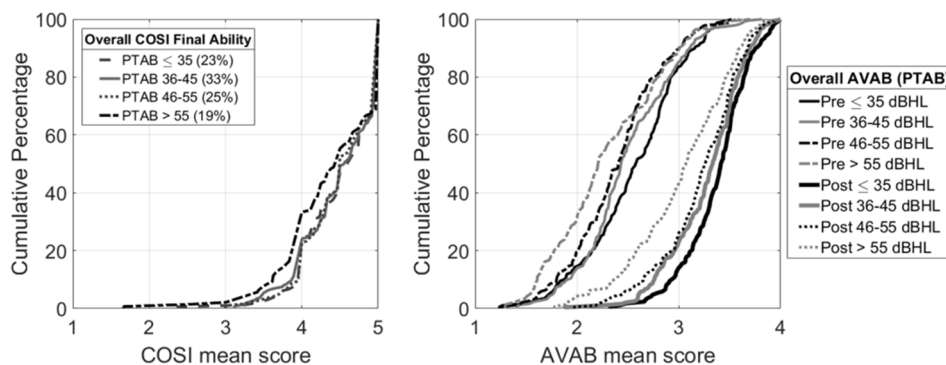 Overall COSI Final Ability
PTAB ≤ 35 (23%)
PTAB 36-45 (33%)
PTAB 46-55 (25%)
PTAB > 55 (19%)
100
80
60
40
20
0
Cumulative Percentage
1 2 3 4 5
COSI mean score
100
80
60
40
20
0
Cumulative Percentage
1 2 3 4
AVAB mean score
Overall AVAB (PTAB)
Pre ≤ 35 dBHL
Pre 36-45 dBHL
Pre 46-55 dBHL
Pre > 55 dBHL
Post ≤ 35 dBHL
Post 36-45 dBHL
Post 46-55 dBHL
Post > 55 dBHL